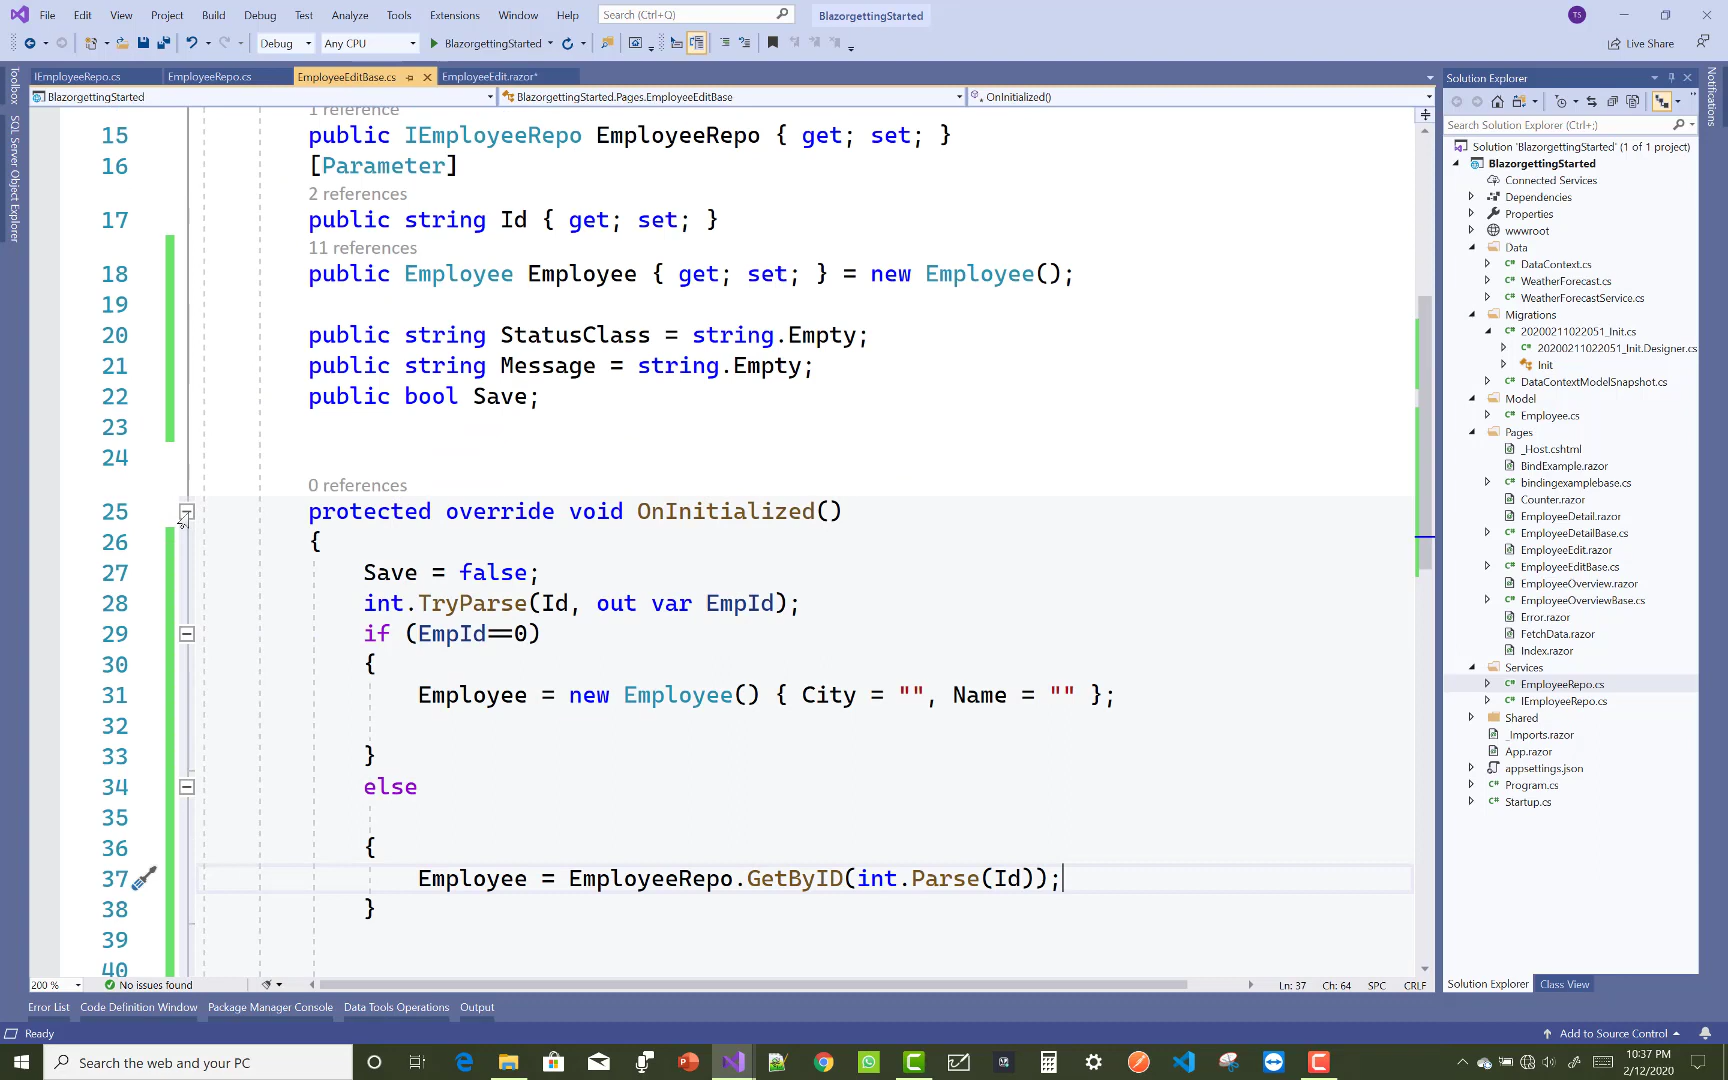 File Edit View Project Build Debug Test Analyze Tools Extensions Window Help Search (Ctrl+Q) BlazorgettingStarted TS
Debug Any CPU BlazorgettingStarted Live Share
IEmployeeRepo.cs EmployeeRepo.cs EmployeeEditBase.cs EmployeeEdit.razor*
BlazorgettingStarted BlazorgettingStarted.Pages.EmployeeEditBase OnInitialized()
Toolbox
SQL Server Object Explorer
1 reference
15 public IEmployeeRepo EmployeeRepo { get; set; }
16 [Parameter]
2 references
17 public string Id { get; set; }
11 references
18 public Employee Employee { get; set; } = new Employee();
19
20 public string StatusClass = string.Empty;
21 public string Message = string.Empty;
22 public bool Save;
23
24
0 references
25 protected override void OnInitialized()
26 {
27 Save = false;
28 int.TryParse(Id, out var EmpId);
29 if (EmpId==0)
30 {
31 Employee = new Employee() { City = "", Name = "" };
32
33 }
34 else
35
36 {
37 Employee = EmployeeRepo.GetByID(int.Parse(Id));
38 }
39
40
200 % No issues found Ln: 37 Ch: 64 SPC CRLF
Solution Explorer
Search Solution Explorer (Ctrl+;)
Solution 'BlazorgettingStarted' (1 of 1 project)
BlazorgettingStarted
Connected Services
Dependencies
Properties
wwwroot
Data
DataContext.cs
WeatherForecast.cs
WeatherForecastService.cs
Migrations
20200211022051_Init.cs
20200211022051_Init.Designer.cs
Init
DataContextModelSnapshot.cs
Model
Employee.cs
Pages
_Host.cshtml
BindExample.razor
bindingexamplebase.cs
Counter.razor
EmployeeDetail.razor
EmployeeDetailBase.cs
EmployeeEdit.razor
EmployeeEditBase.cs
EmployeeOverview.razor
EmployeeOverviewBase.cs
Error.razor
FetchData.razor
Index.razor
Services
EmployeeRepo.cs
IEmployeeRepo.cs
Shared
_Imports.razor
App.razor
appsettings.json
Program.cs
Startup.cs
Solution Explorer Class View
Notifications
Error List Code Definition Window Package Manager Console Data Tools Operations Output
Ready Add to Source Control
Search the web and your PC
10:37 PM
2/12/2020